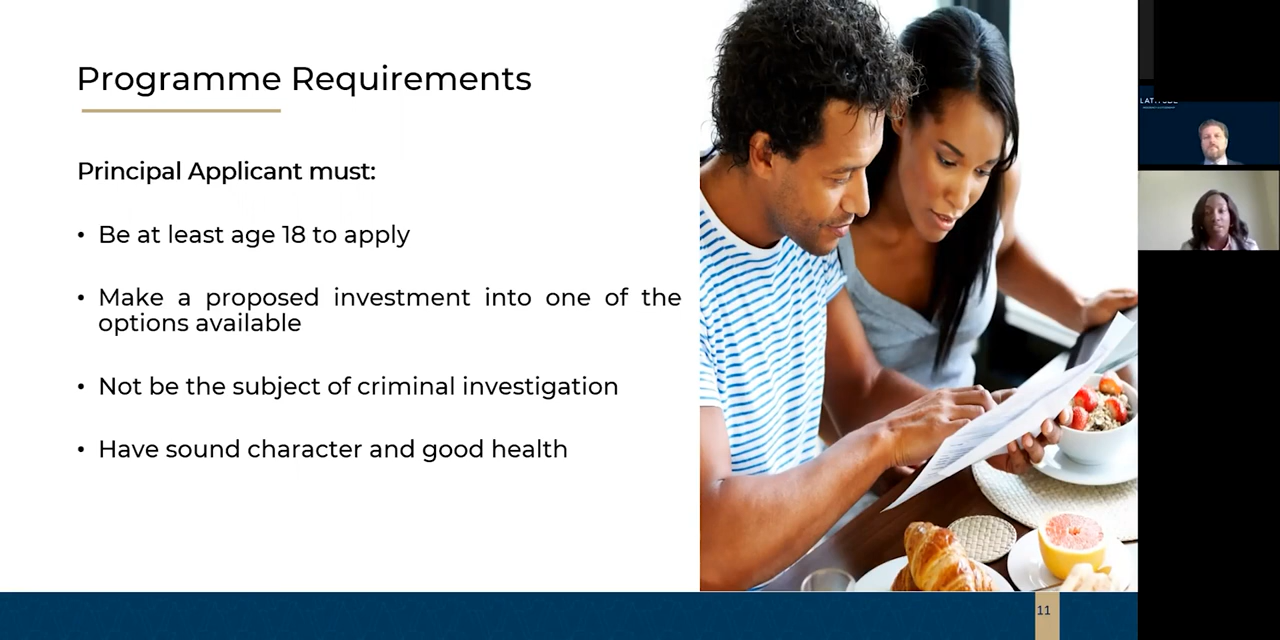 Programme Requirements
Principal Applicant must:
• Be at least age 18 to apply
• Make a proposed investment into one of the
options available
• Not be the subject of criminal investigation
• Have sound character and good health
11
LATITUDE